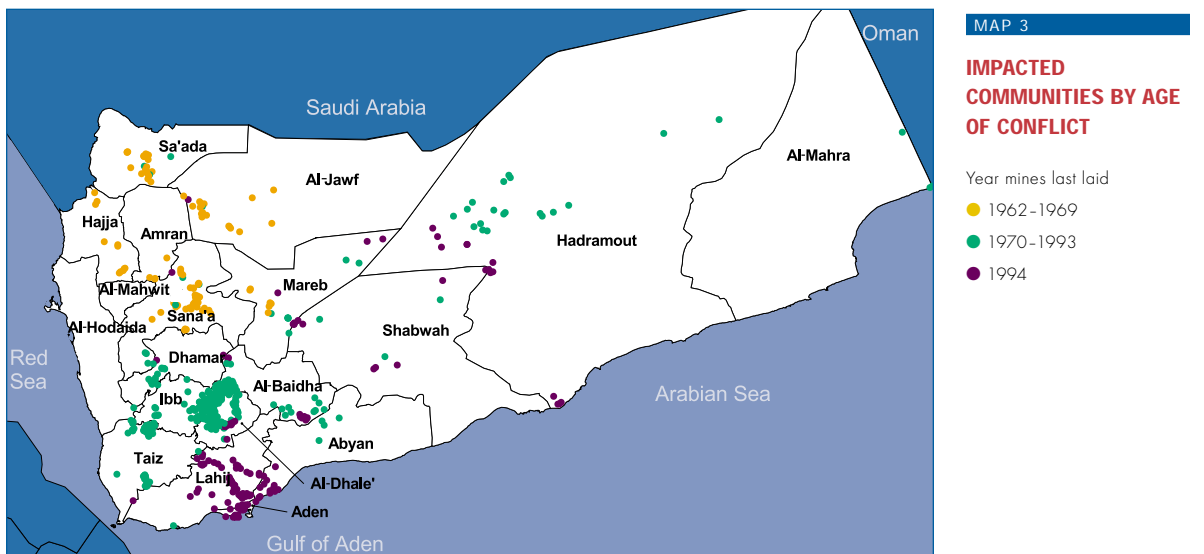 MAP 3
IMPACTED
COMMUNITIES BY AGE
OF CONFLICT
Year mines last laid
1962–1969
1970–1993
1994
Oman
Saudi Arabia
Sa'ada
Al-Jawf
Al-Mahra
Hajja
Amran
Hadramout
Al-Mahwit
Mareb
Al-Hodaida
Sana'a
Shabwah
Red
Sea
Dhamar
Al-Baidha
Ibb
Arabian Sea
Abyan
Taiz
Lahij
Al-Dhale'
Aden
Gulf of Aden